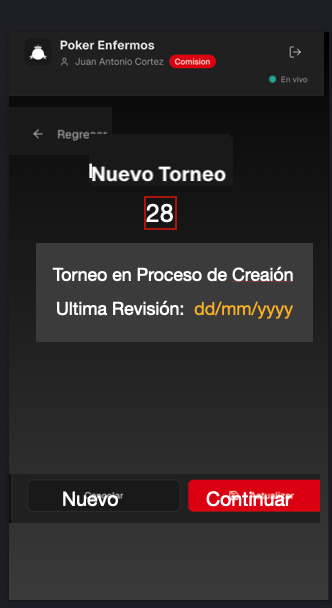 Poker Enfermos
Juan Antonio Cortez Comision
En vivo
Regresar
Nuevo Torneo
28
Torneo en Proceso de Creaión
Ultima Revisión: dd/mm/yyyy
Nuevo Continuar